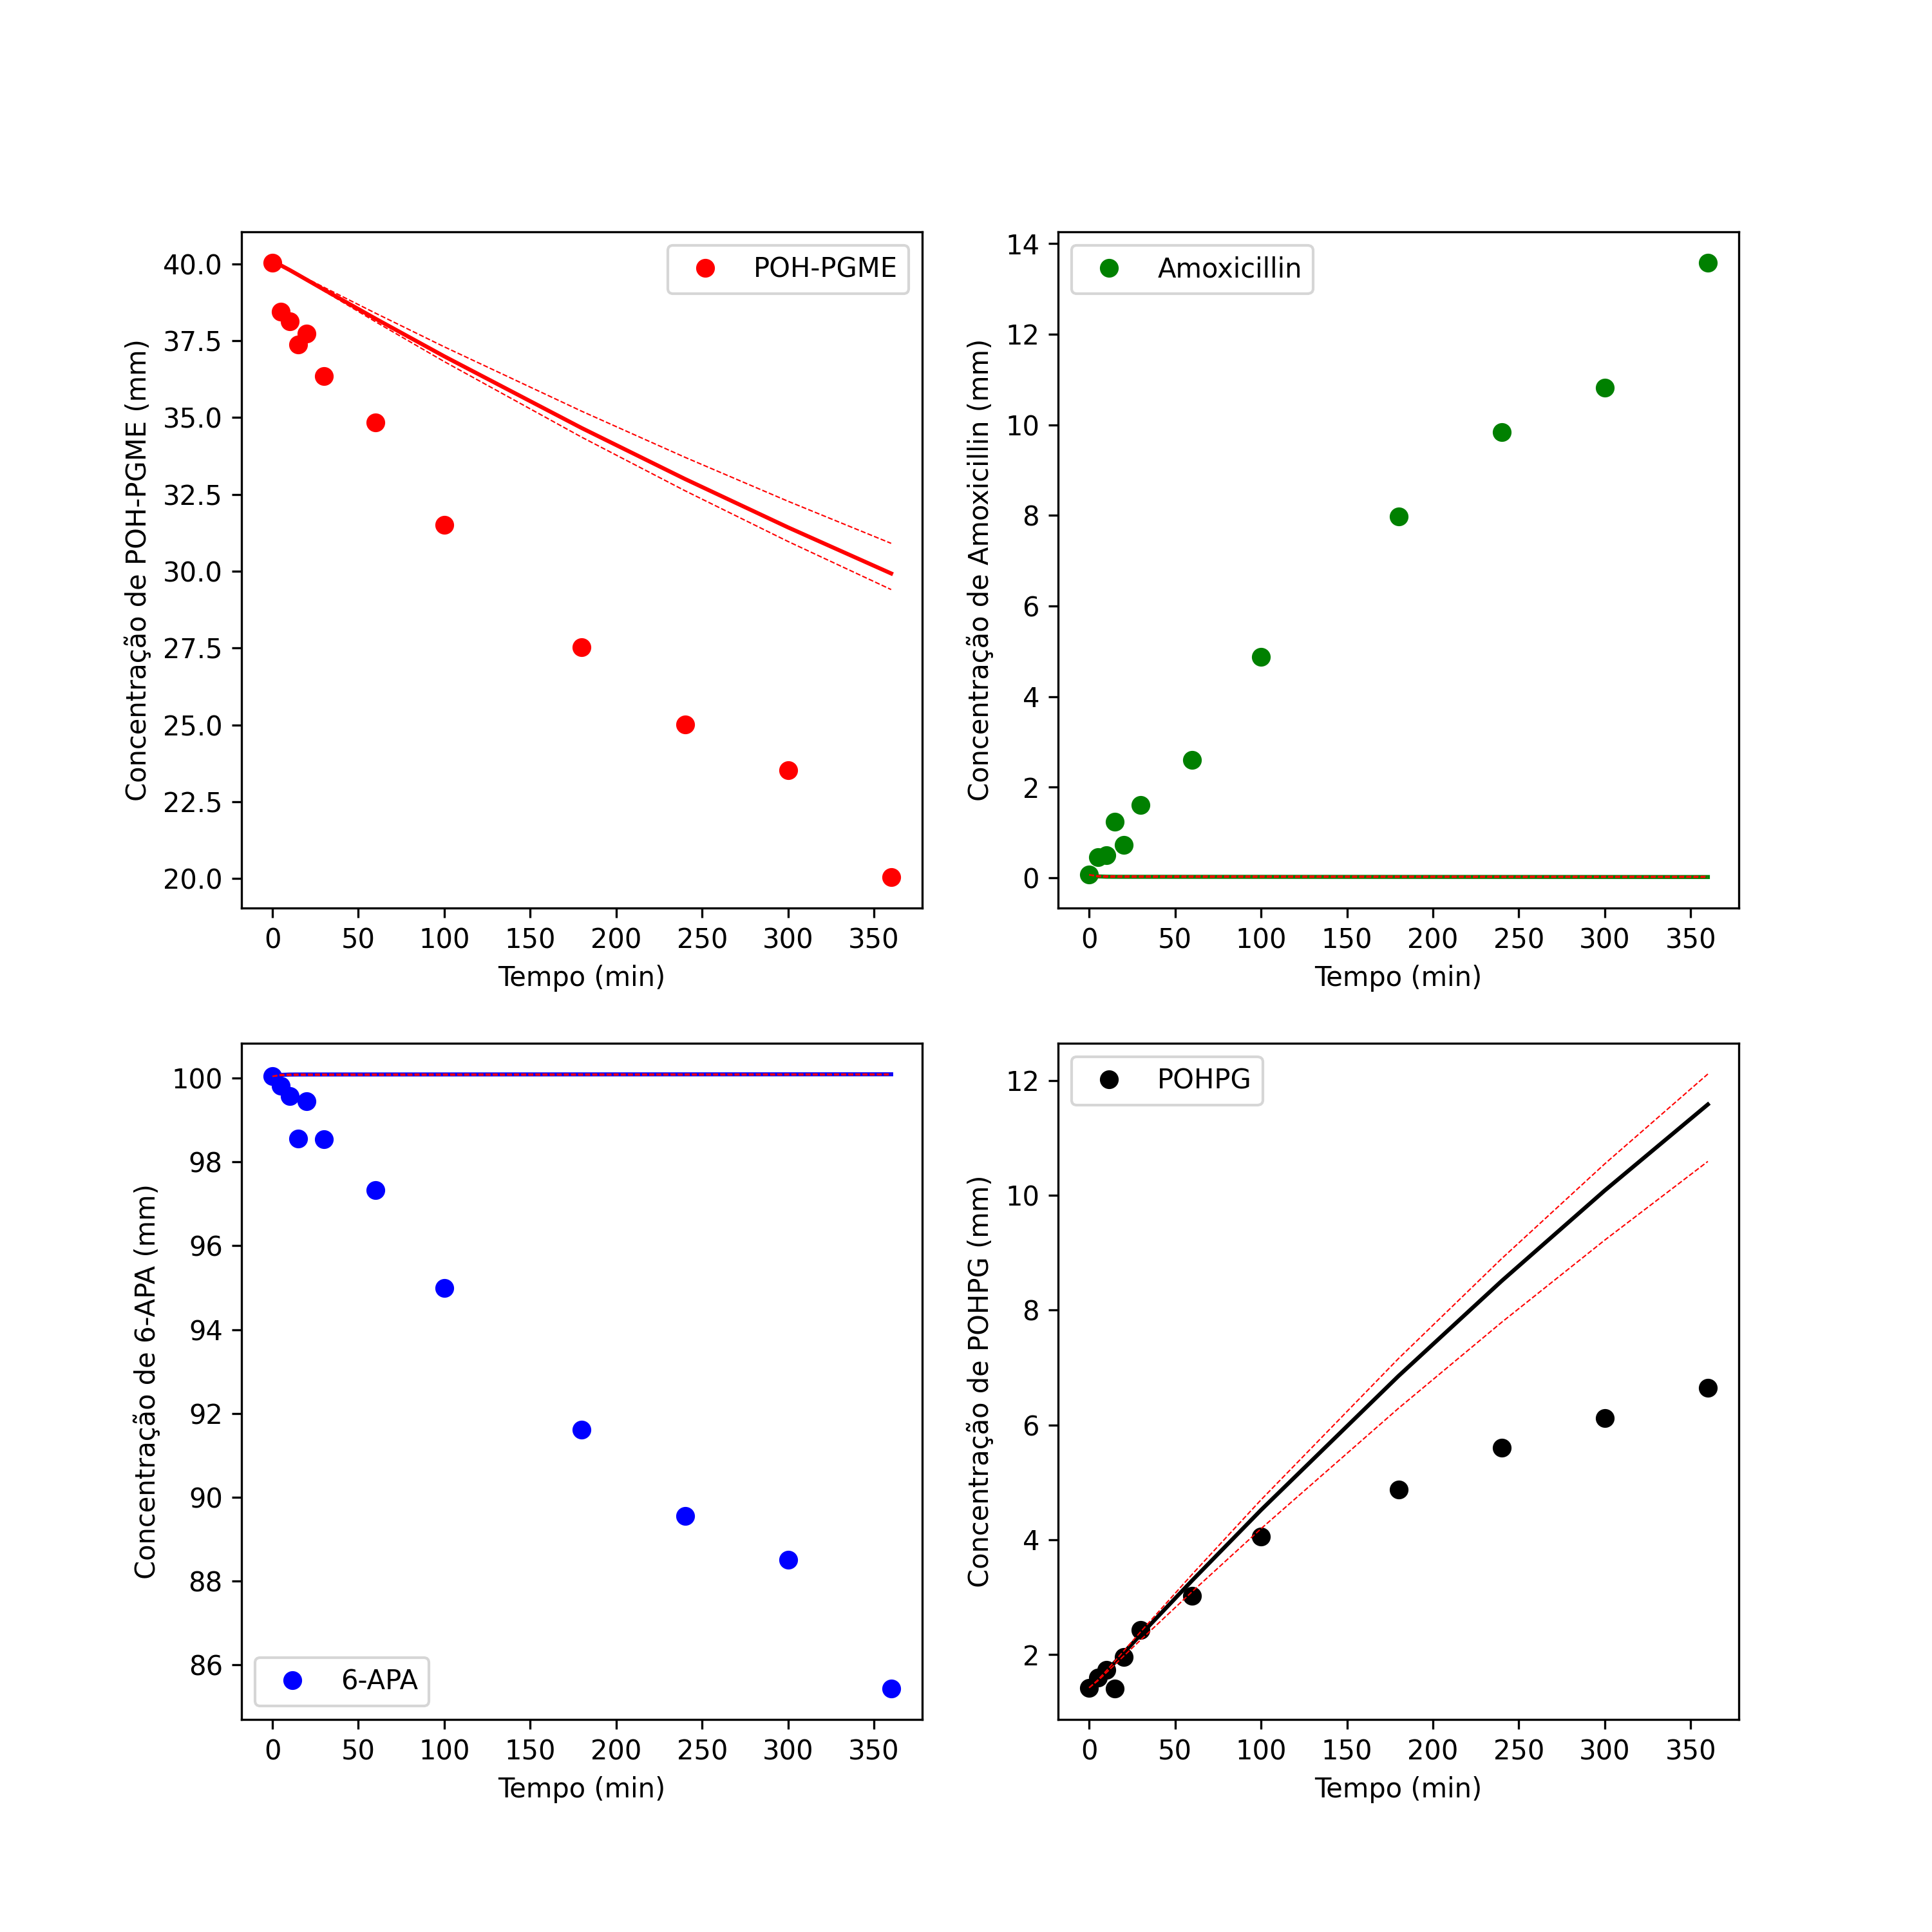 POH-PGME
40.0
37.5
35.0
32.5
30.0
27.5
25.0
22.5
20.0
Concentração de POH-PGME (mm)
0 50 100 150 200 250 300 350
Tempo (min)
Amoxicillin
14
12
10
8
6
4
2
0
Concentração de Amoxicillin (mm)
0 50 100 150 200 250 300 350
Tempo (min)
100
98
96
94
92
90
88
86
Concentração de 6-APA (mm)
6-APA
0 50 100 150 200 250 300 350
Tempo (min)
POHPG
12
10
8
6
4
2
Concentração de POHPG (mm)
0 50 100 150 200 250 300 350
Tempo (min)